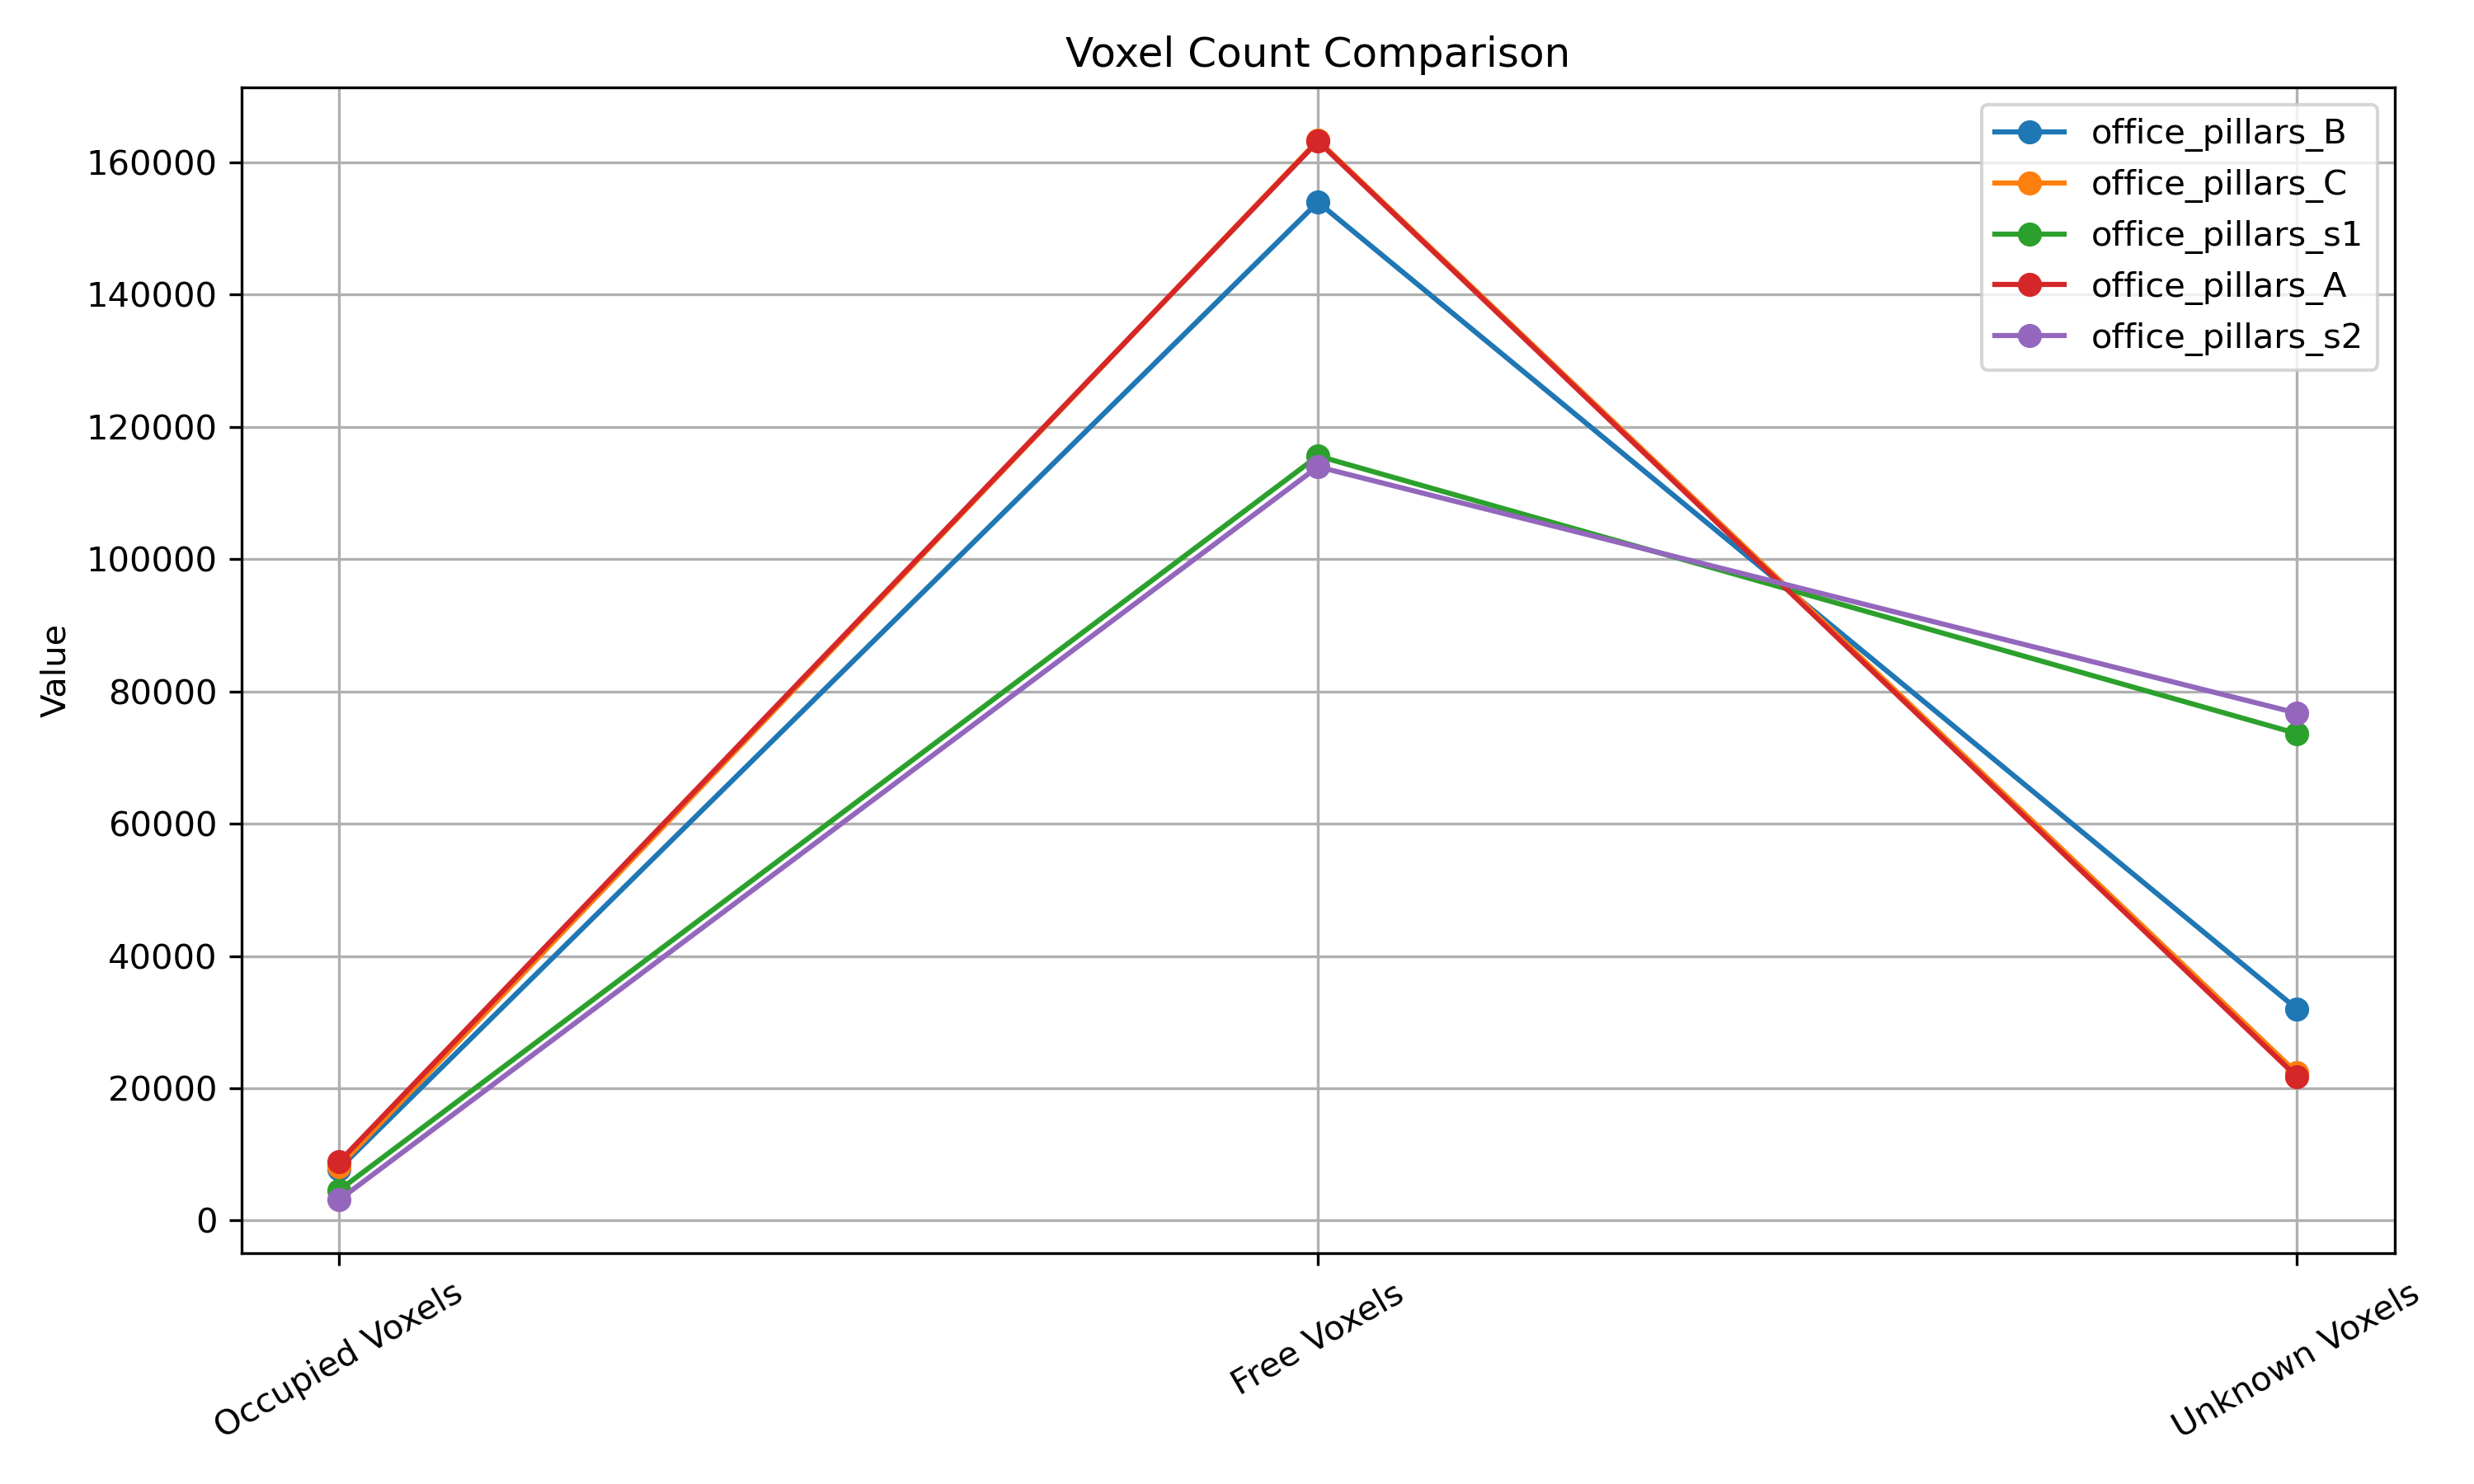 Voxel Count Comparison
Value
160000
140000
120000
100000
80000
60000
40000
20000
0
office_pillars_B
office_pillars_C
office_pillars_s1
office_pillars_A
office_pillars_s2
Occupied Voxels
Free Voxels
Unknown Voxels